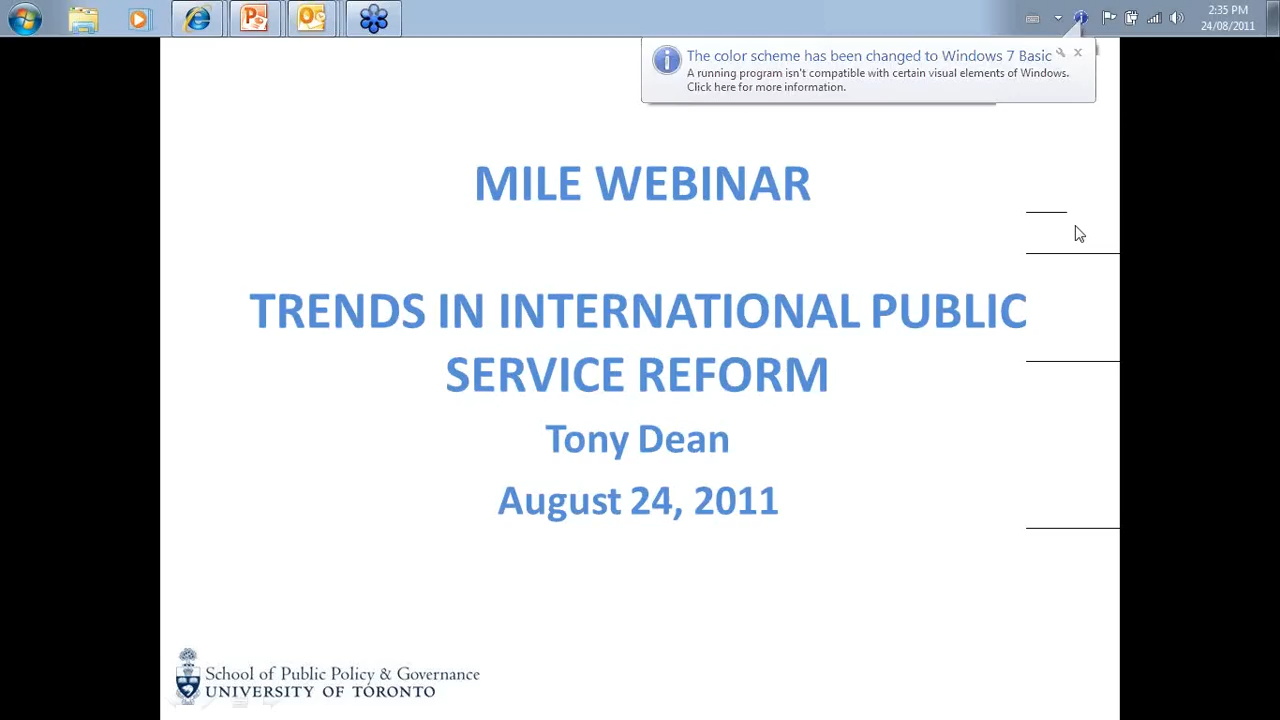 2:35 PM
24/08/2011
The color scheme has been changed to Windows 7 Basic
A running program isn't compatible with certain visual elements of Windows.
Click here for more information.
MILE WEBINAR
TRENDS IN INTERNATIONAL PUBLIC
SERVICE REFORM
Tony Dean
August 24, 2011
School of Public Policy & Governance
UNIVERSITY OF TORONTO